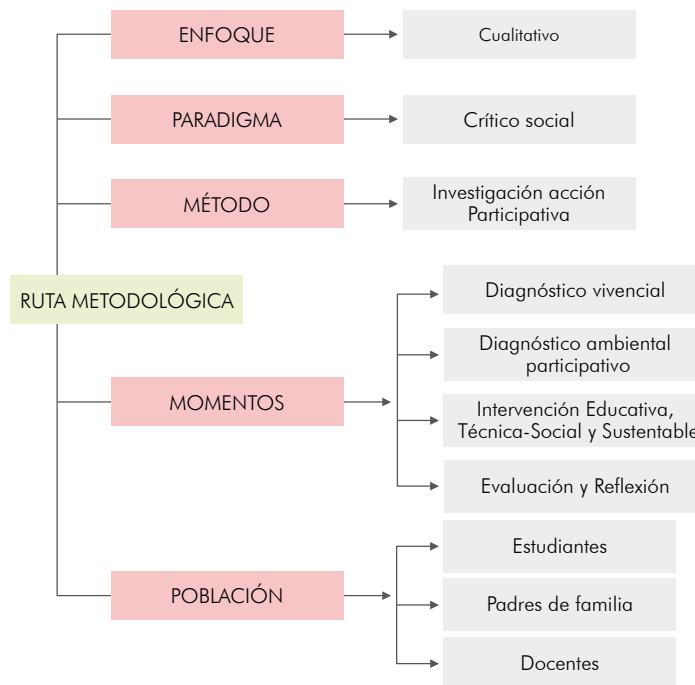 ENFOQUE
Cualitativo
PARADIGMA
Crítico social
MÉTODO
Investigación acción
Participativa
RUTA METODOLÓGICA
MOMENTOS
Diagnóstico vivencial
Diagnóstico ambiental
participativo
Intervención Educativa,
Técnica-Social y Sustentable
Evaluación y Reflexión
POBLACIÓN
Estudiantes
Padres de familia
Docentes